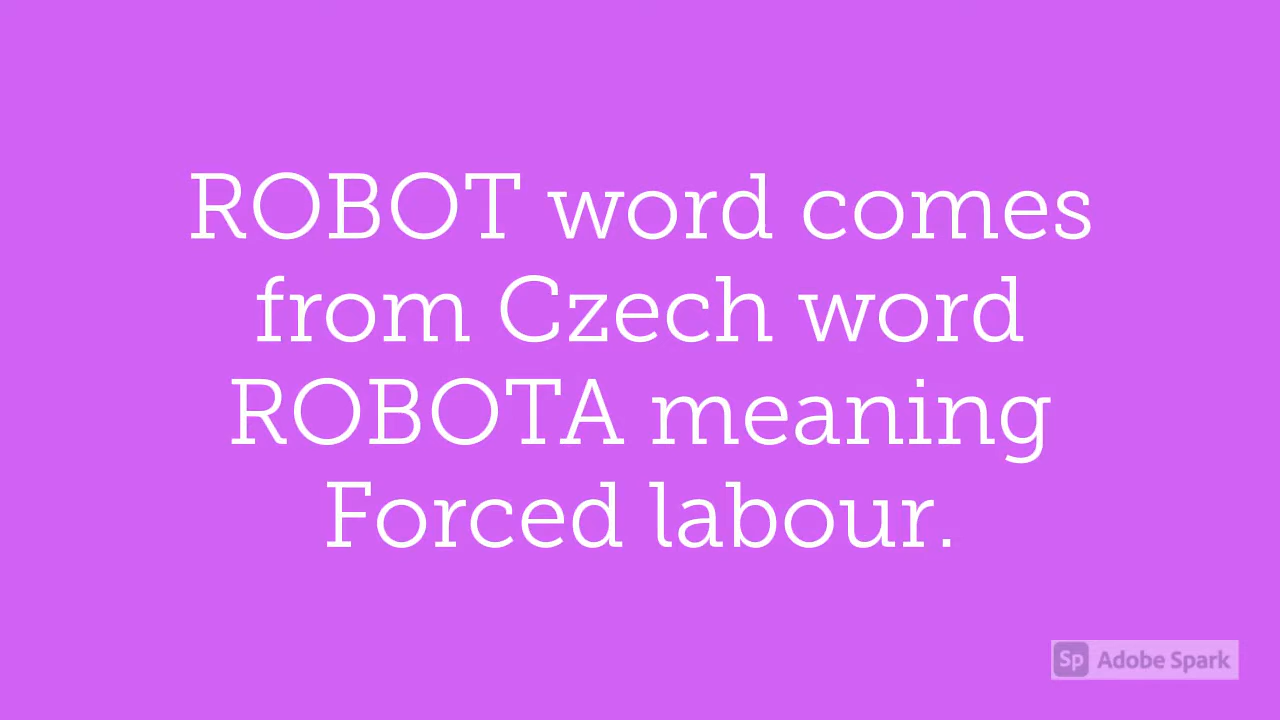 ROBOT word comes
from Czech word
ROBOTA meaning
Forced labour.
Sp Adobe Spark